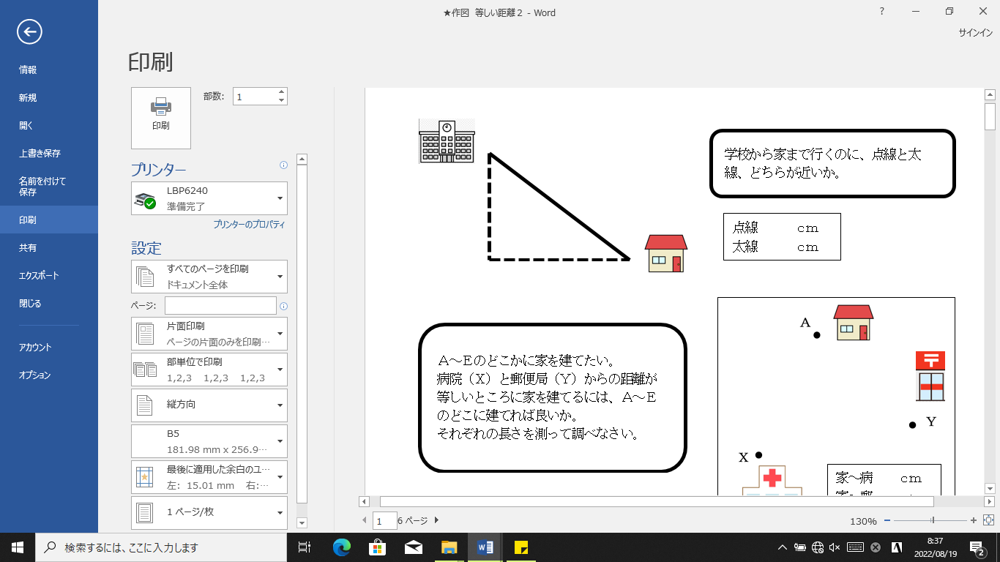 ★作図 等しい距離２ - Word
?
サインイン
情報
新規
開く
上書き保存
名前を付けて
保存
印刷
共有
エクスポート
閉じる
アカウント
オプション
印刷
印刷
部数:
1
プリンター
LBP6240
準備完了
プリンターのプロパティ
設定
すべてのページを印刷
ドキュメント全体
ページ:
片面印刷
ページの片面のみを印刷…
部単位で印刷
1,2,3 1,2,3 1,2,3
縦方向
B5
181.98 mm x 256.9…
最後に適用した余白のユ…
左: 15.01 mm 右:…
1 ページ/枚
学校から家まで行くのに、点線と太
線、どちらが近いか。
点線 ｃｍ
太線 ｃｍ
Ａ～Ｅのどこかに家を建てたい。
病院（Ｘ）と郵便局（Ｙ）からの距離が
等しいところに家を建てるには、Ａ～Ｅ
のどこに建てれば良いか。
それぞれの長さを測って調べなさい。
A
〒
Y
X
家～病 ｃｍ
1
6 ページ
130%
検索するには、ここに入力します
A
8:37
2022/08/19
2